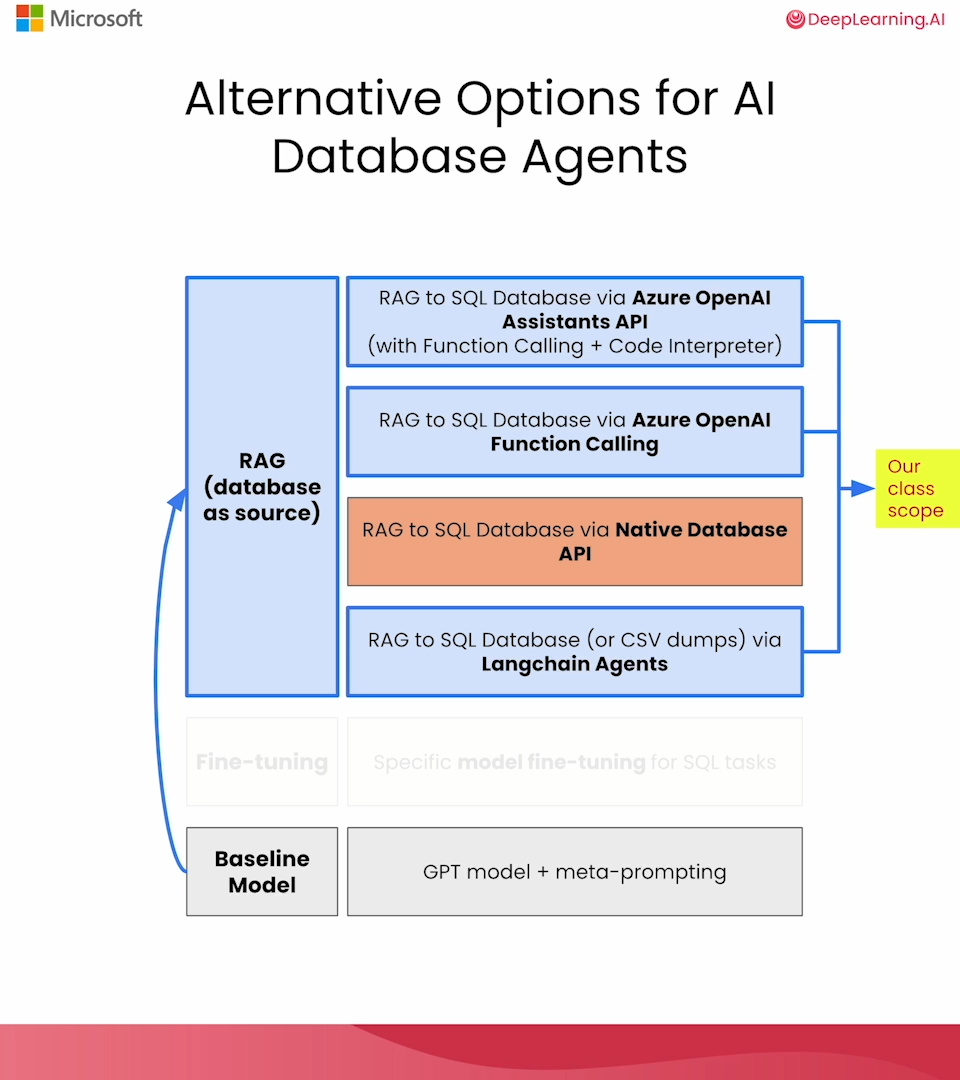 Microsoft
DeepLearning.AI
Alternative Options for AI
Database Agents
RAG
(database
as source)
RAG to SQL Database via Azure OpenAI
Assistants API
(with Function Calling + Code Interpreter)
RAG to SQL Database via Azure OpenAI
Function Calling
RAG to SQL Database via Native Database
API
RAG to SQL Database (or CSV dumps) via
Langchain Agents
Our
class
scope
Fine-tuning
Specific model fine-tuning for SQL tasks
Baseline
Model
GPT model + meta-prompting